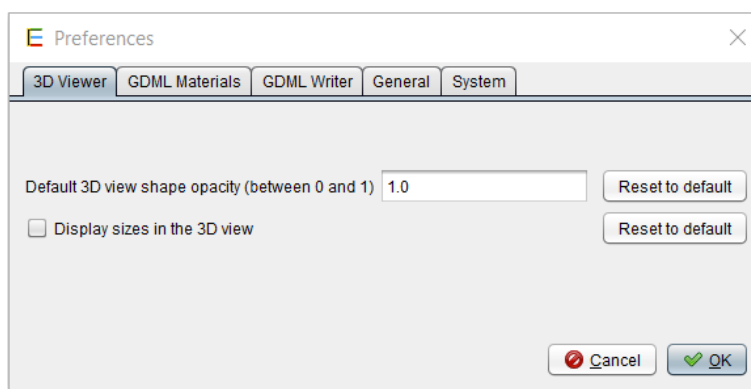 Preferences
3D Viewer GDML Materials GDML Writer General System
Default 3D view shape opacity (between 0 and 1) 1.0 Reset to default
Display sizes in the 3D view Reset to default
Cancel OK